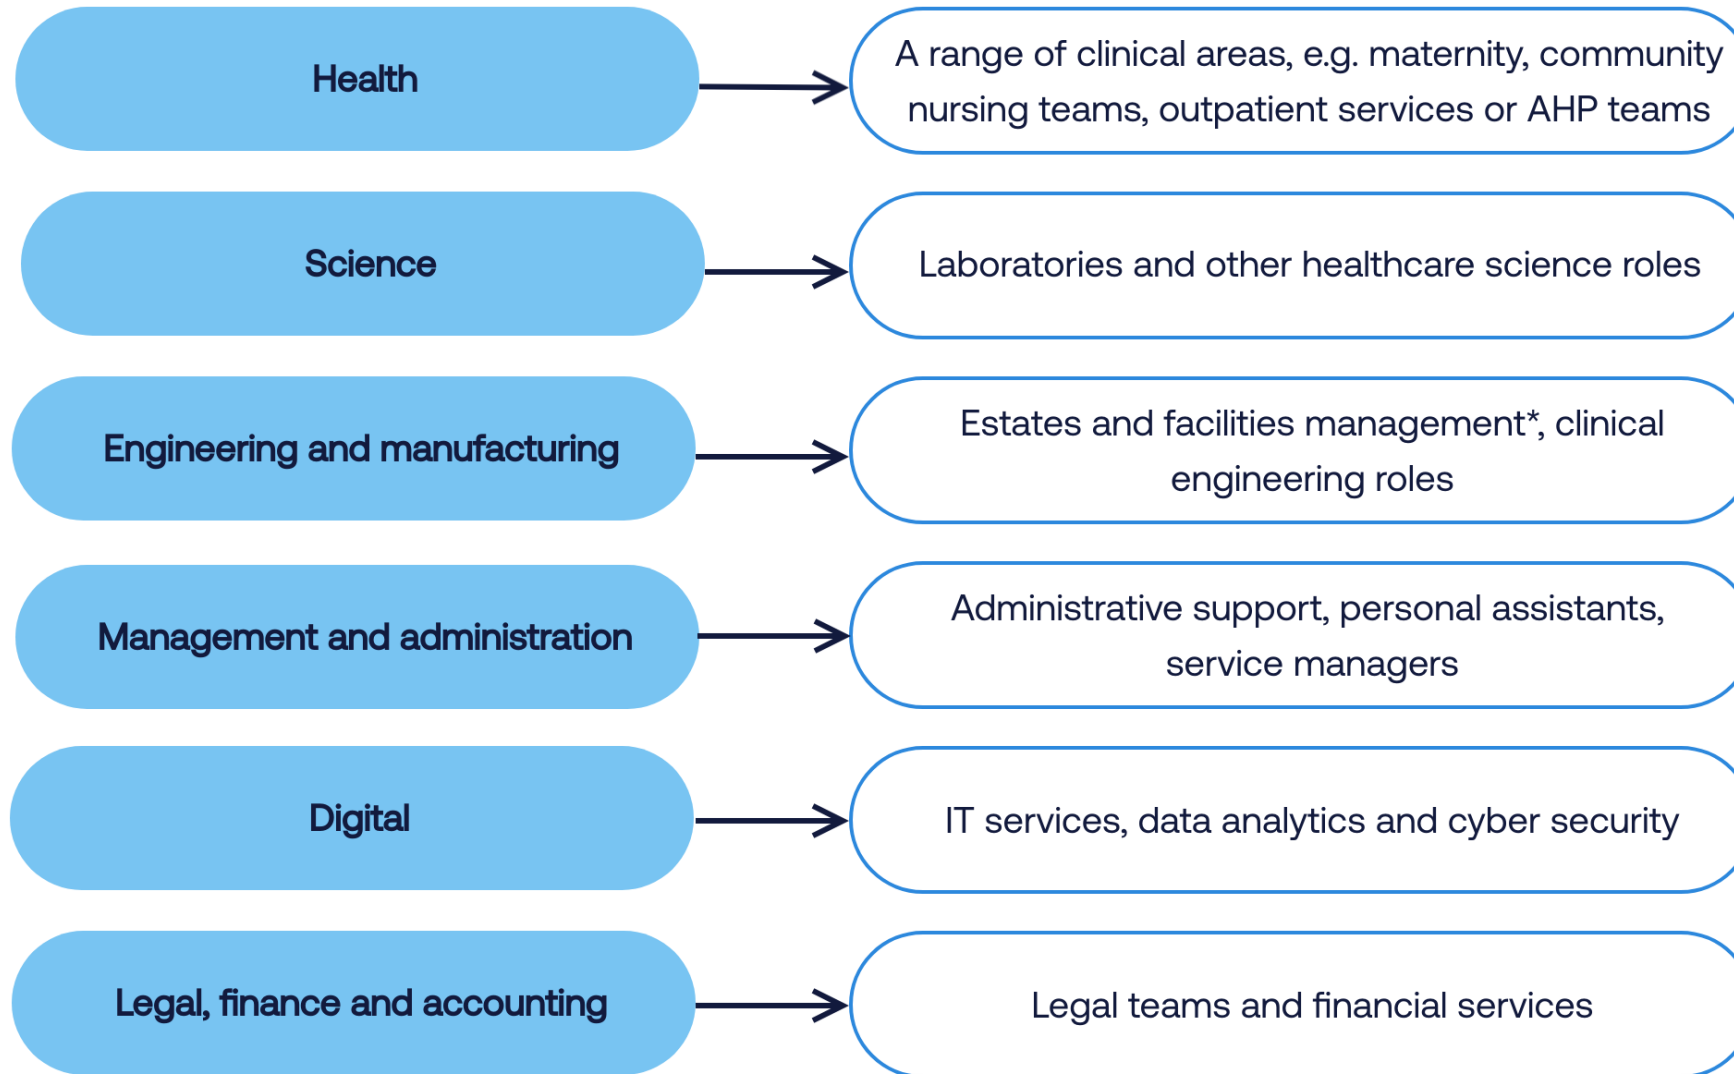 Health
A range of clinical areas, e.g. maternity, community
nursing teams, outpatient services or AHP teams
Science
Laboratories and other healthcare science roles
Engineering and manufacturing
Estates and facilities management*, clinical
engineering roles
Management and administration
Administrative support, personal assistants,
service managers
Digital
IT services, data analytics and cyber security
Legal, finance and accounting
Legal teams and financial services